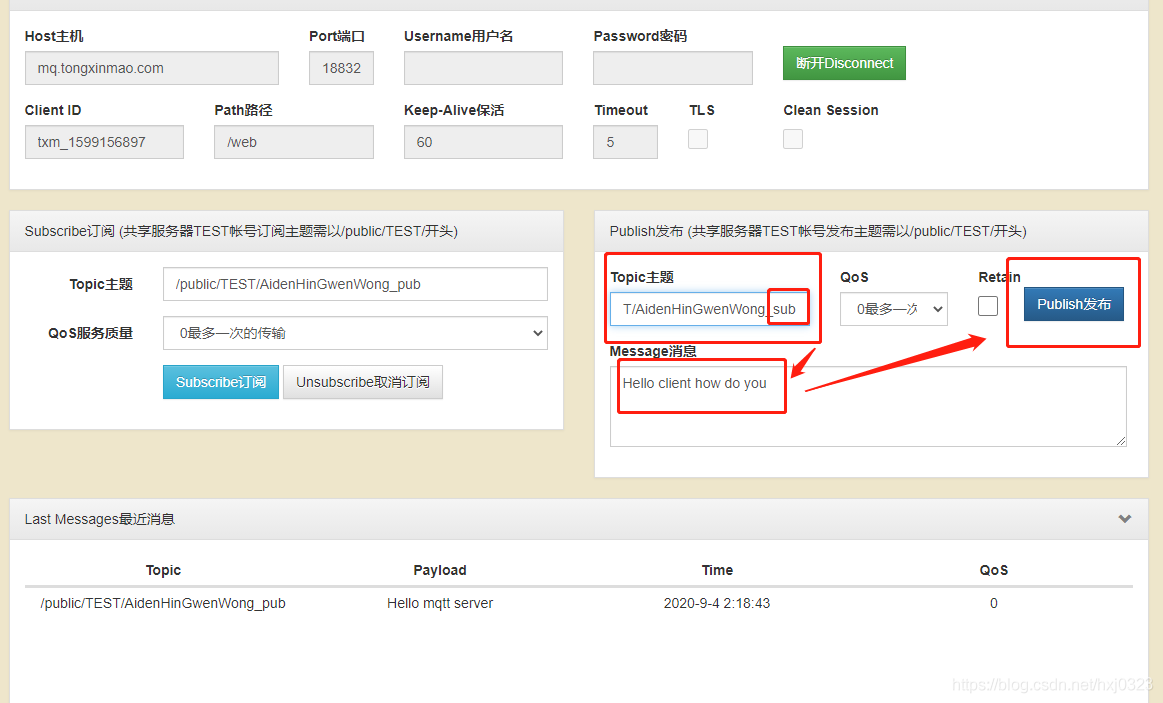 Host主机 Port端口 Username用户名 Password密码
mq.tongxinmao.com 18832 断开Disconnect
Client ID Path路径 Keep-Alive保活 Timeout TLS Clean Session
txm_1599156897 /web 60 5
Subscribe订阅 (共享服务器TEST帐号订阅主题需以/public/TEST/开头)
Topic主题 /public/TEST/AidenHinGwenWong_pub
QoS服务质量 0最多一次的传输
Subscribe订阅 Unsubscribe取消订阅
Publish发布 (共享服务器TEST帐号发布主题需以/public/TEST/开头)
Topic主题 QoS Retain
T/AidenHinGwenWong_sub 0最多一次 Publish发布
Message消息
Hello client how do you
Last Messages最近消息
Topic Payload Time QoS
/public/TEST/AidenHinGwenWong_pub Hello mqtt server 2020-9-4 2:18:43 0
https://blog.csdn.net/hxj0323